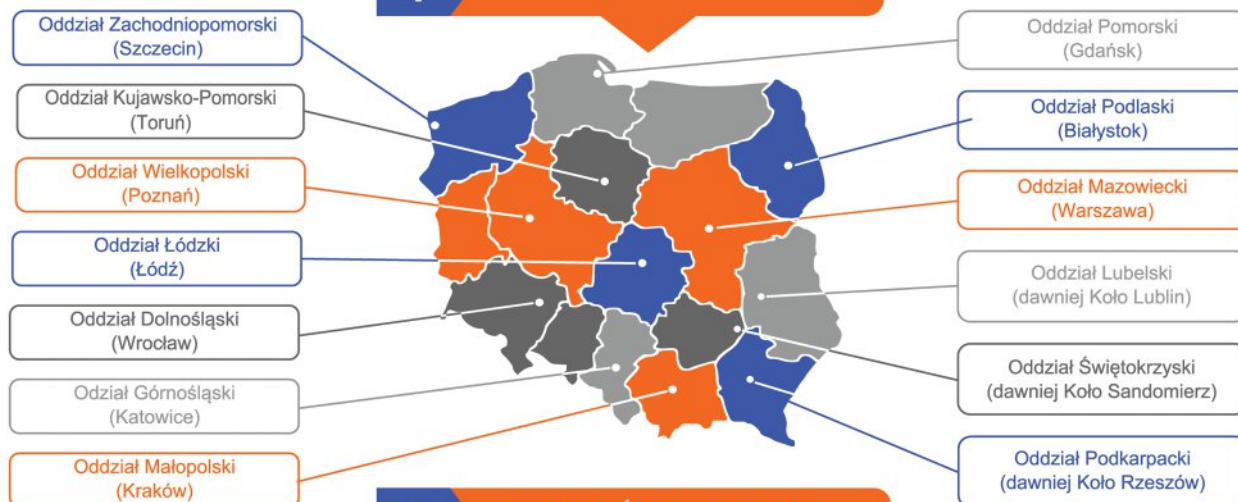 Oddział Zachodniopomorski
(Szczecin)
Oddział Kujawsko-Pomorski
(Toruń)
Oddział Wielkopolski
(Poznań)
Oddział Łódzki
(Łódź)
Oddział Dolnośląski
(Wrocław)
Odział Górnośląski
(Katowice)
Oddział Małopolski
(Kraków)
Oddział Pomorski
(Gdańsk)
Oddział Podlaski
(Białystok)
Oddział Mazowiecki
(Warszawa)
Oddział Lubelski
(dawniej Koło Lublin)
Oddział Świętokrzyski
(dawniej Koło Sandomierz)
Oddział Podkarpacki
(dawniej Koło Rzeszów)